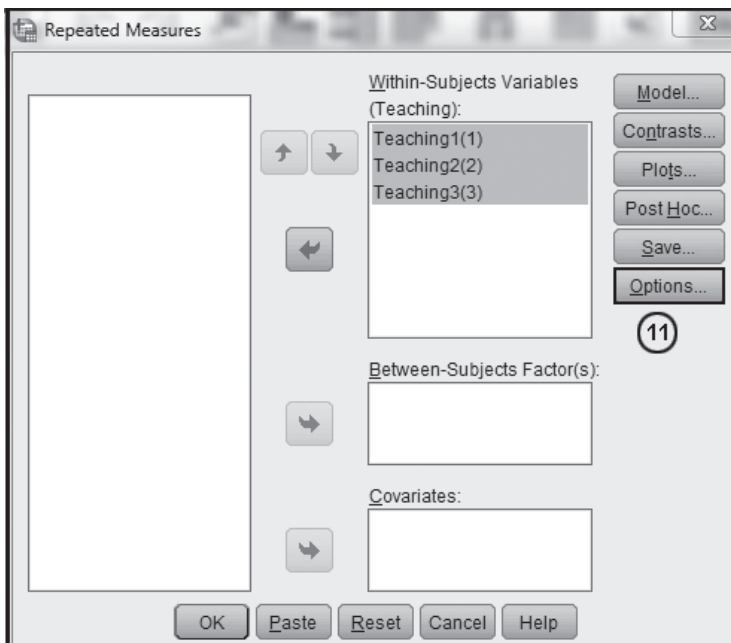 Repeated Measures
Within-Subjects Variables
(Teaching):
Teaching1(1)
Teaching2(2)
Teaching3(3)
Model...
Contrasts...
Plots...
Post Hoc...
Save...
Options...
11
Between-Subjects Factor(s):
Covariates:
OK
Paste
Reset
Cancel
Help